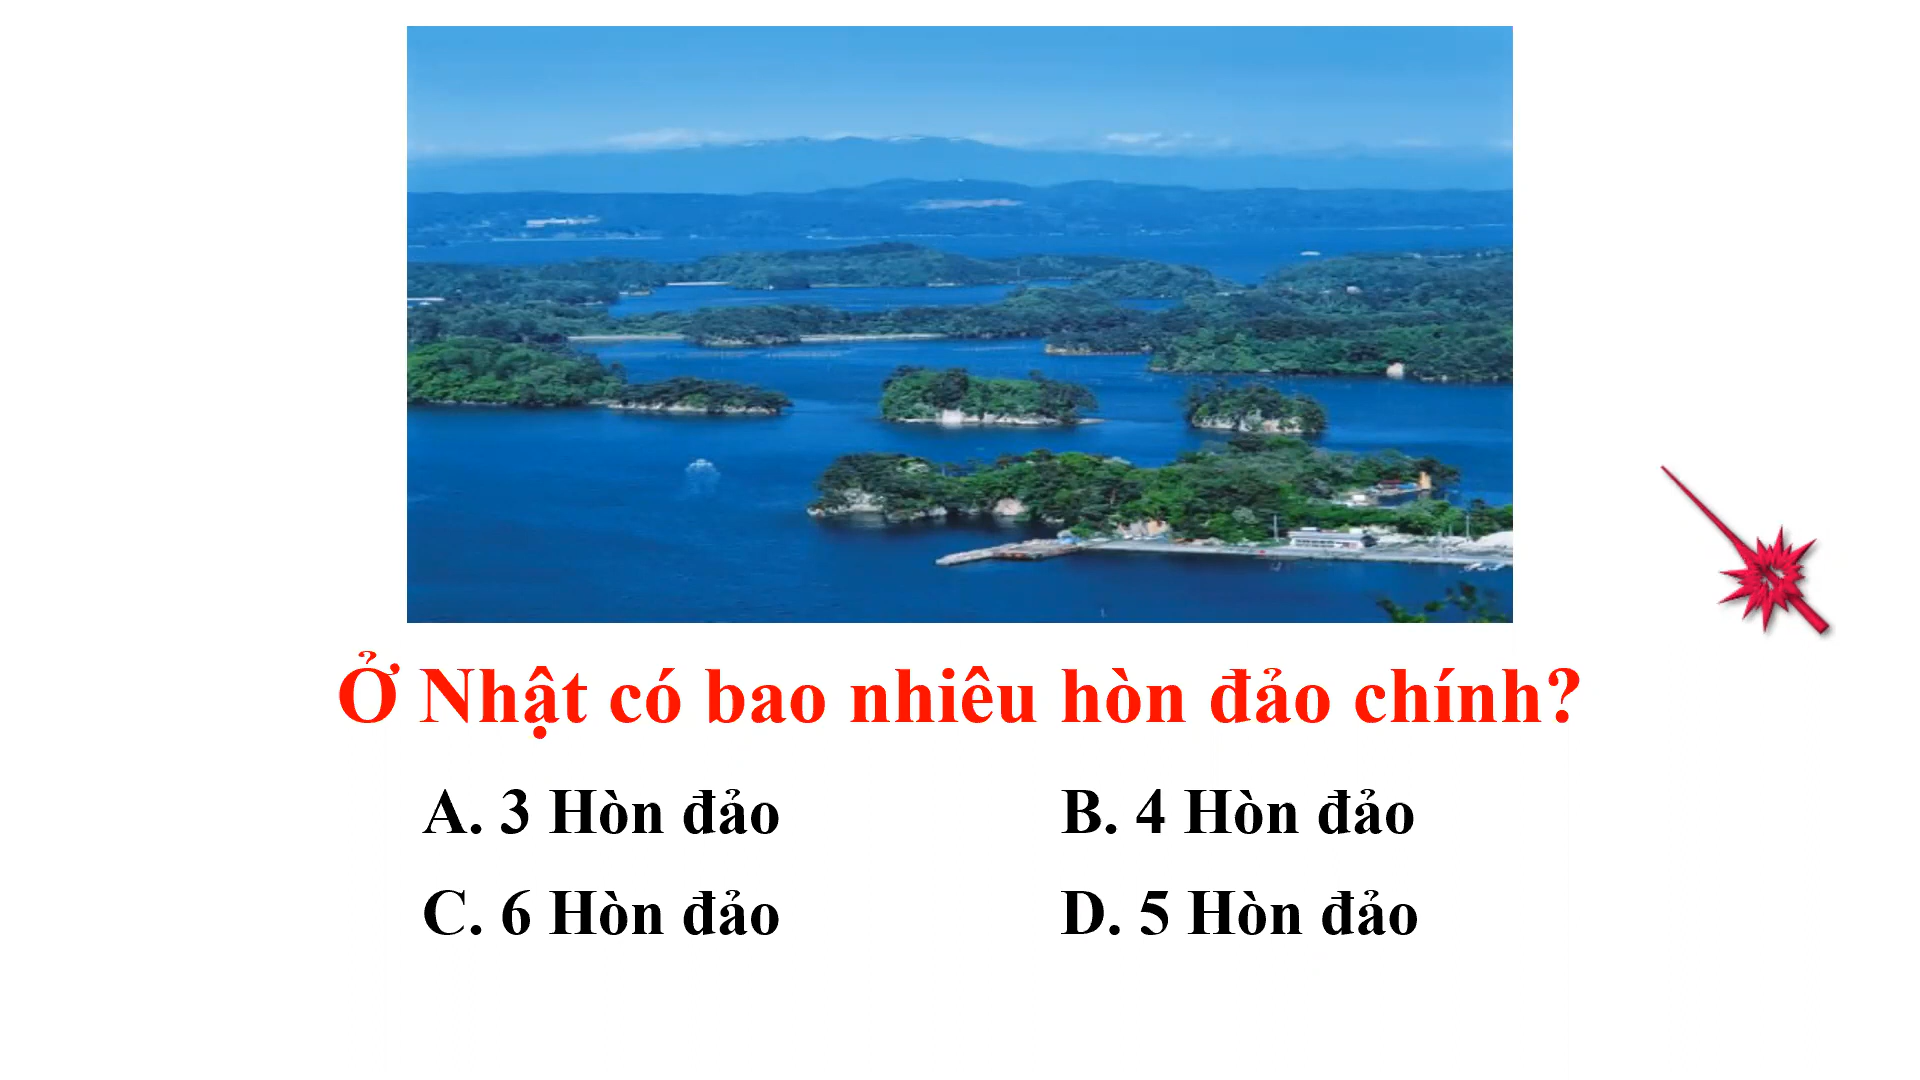 Ở Nhật có bao nhiêu hòn đảo chính?
A. 3 Hòn đảo
B. 4 Hòn đảo
C. 6 Hòn đảo
D. 5 Hòn đảo